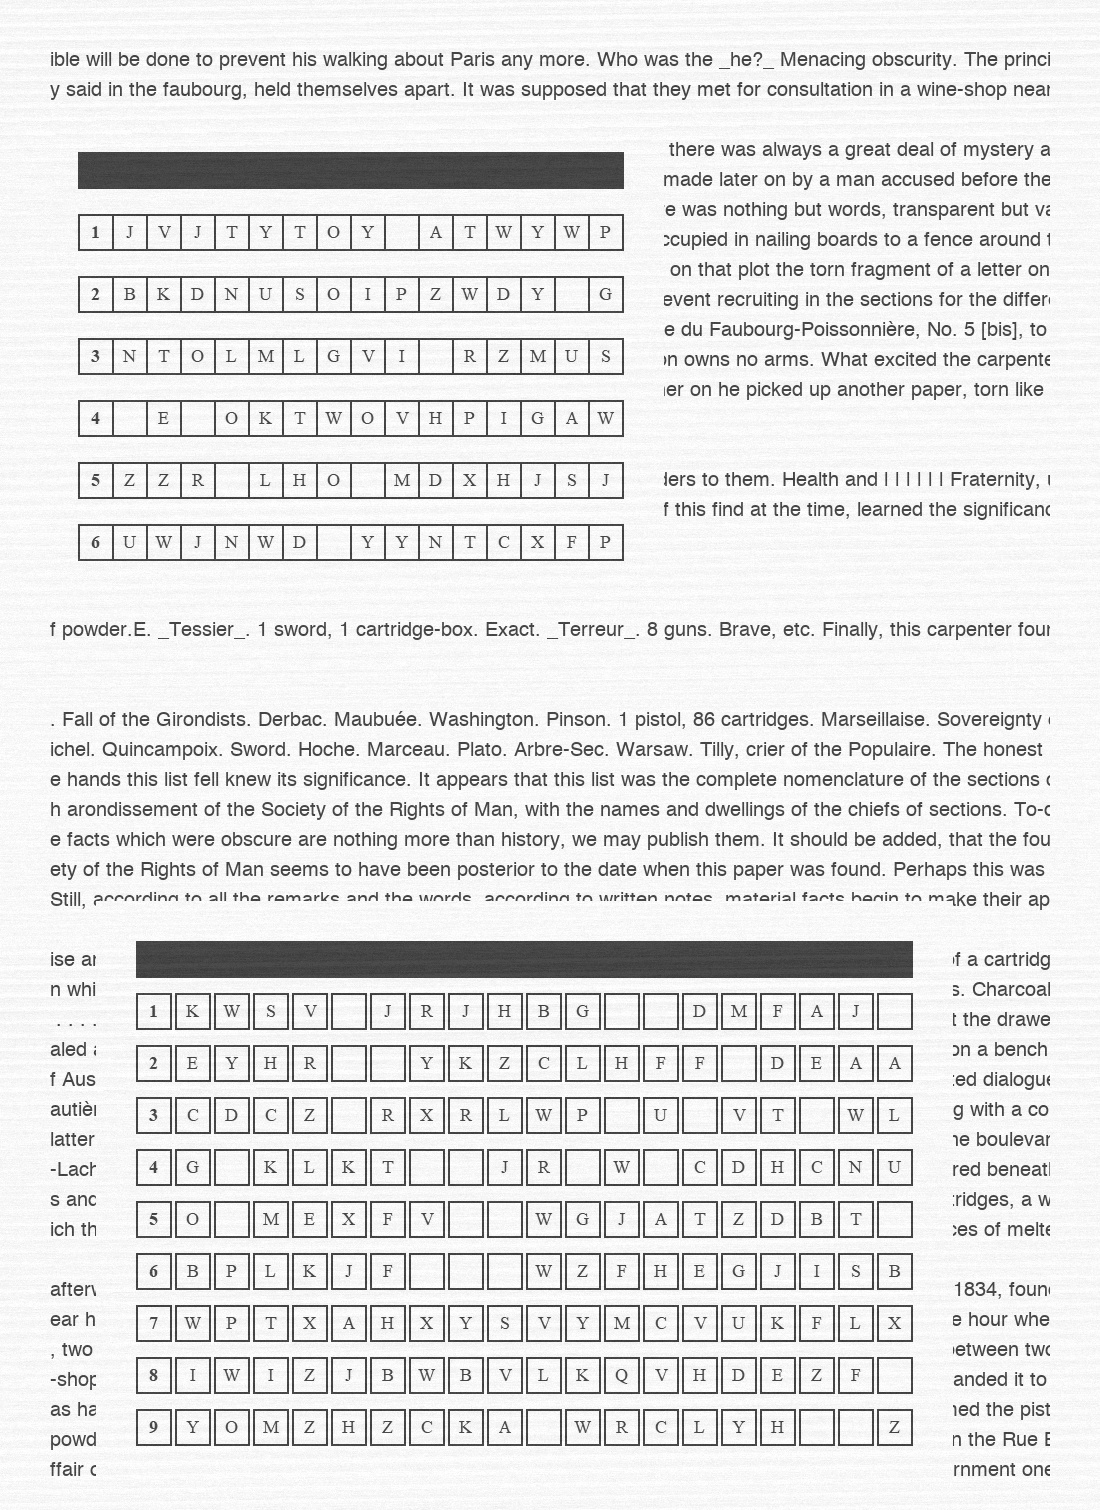 ible will be done to prevent his walking about Paris any more. Who was the _he?_ Menacing obscurity. The princi
y said in the faubourg, held themselves apart. It was supposed that they met for consultation in a wine-shop near
1 J V J T Y T O Y A T W Y W P
2 B K D N U S O I P Z W D Y G
3 N T O L M L G V I R Z M U S
4 E O K T W O V H P I G A W
5 Z Z R L H O M D X H J S J
6 U W J N W D Y Y N T C X F P
there was always a great deal of mystery a
made later on by a man accused before the
e was nothing but words, transparent but va
ccupied in nailing boards to a fence around t
on that plot the torn fragment of a letter on
event recruiting in the sections for the differe
e du Faubourg-Poissonnière, No. 5 [bis], to
on owns no arms. What excited the carpente
er on he picked up another paper, torn like
ders to them. Health and | | | | | | Fraternity, u
f this find at the time, learned the significanc
f powder.E. _Tessier_. 1 sword, 1 cartridge-box. Exact. _Terreur_. 8 guns. Brave, etc. Finally, this carpenter four
. Fall of the Girondists. Derbac. Maubuée. Washington. Pinson. 1 pistol, 86 cartridges. Marseillaise. Sovereignty
ichel. Quincampoix. Sword. Hoche. Marceau. Plato. Arbre-Sec. Warsaw. Tilly, crier of the Populaire. The honest
e hands this list fell knew its significance. It appears that this list was the complete nomenclature of the sections
h arondissement of the Society of the Rights of Man, with the names and dwellings of the chiefs of sections. To-
e facts which were obscure are nothing more than history, we may publish them. It should be added, that the fou
ety of the Rights of Man seems to have been posterior to the date when this paper was found. Perhaps this was
Still, according to all the remarks and the words, according to written notes, material facts begin to make their ap
ise an
n whi
. . . .
aled
f Aus
autièr
latter
-Lach
s and
ich th
afterw
ear h
, two
-shop
as ha
powd
ffair
1 K W S V J R J H B G D M F A J
2 E Y H R Y K Z C L H F F D E A A
3 C D C Z R X R L W P U V T W L
4 G K L K T J R W C D H C N U
5 O M E X F V W G J A T Z D B T
6 B P L K J F W Z F H E G J I S B
7 W P T X A H X Y S V Y M C V U K F L X
8 I W I Z J B W B V L K Q V H D E Z F
9 Y O M Z H Z C K A W R C L Y H Z
of a cartridg
s. Charcoal
t the drawe
on a bench
ted dialogue
g with a co
he boulevar
red beneath
tridges, a w
ces of melte
1834, foun
e hour whe
between two
anded it to
ned the pist
n the Rue
rnment one